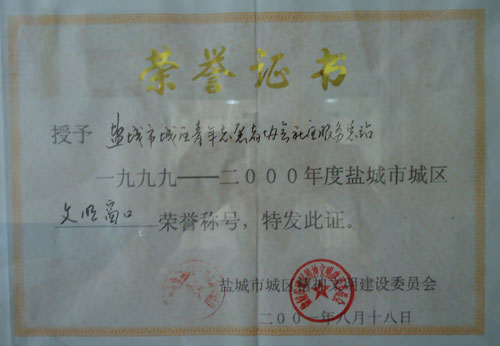 荣誉证书
授予 盐城市城区青年志愿者协会社区服务总站
一九九九——二000年度盐城市城区
文明窗口 荣誉称号，特发此证。
盐城市城区精神文明建设委员会
二00一年八月十八日